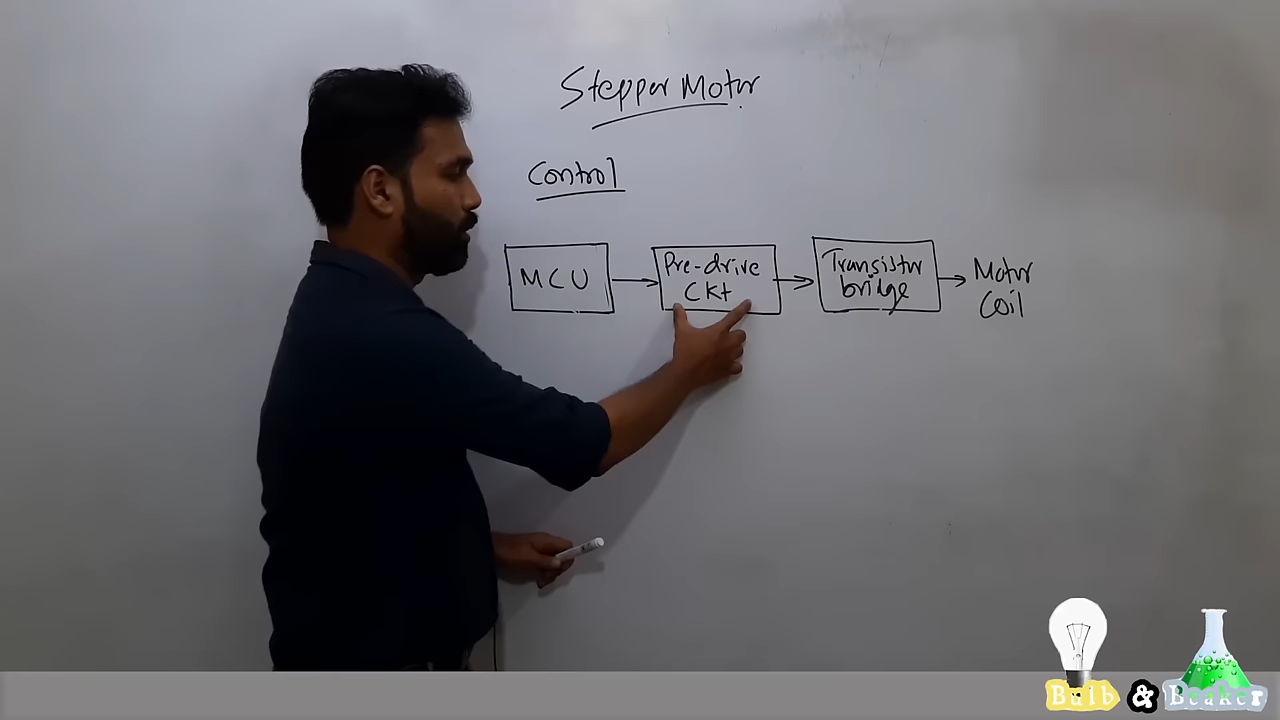 Stepper Motor
Control
MCU
Pre-drive
Ckt
Transistor
bridge
Motor
Coil
Bulb & Beaker